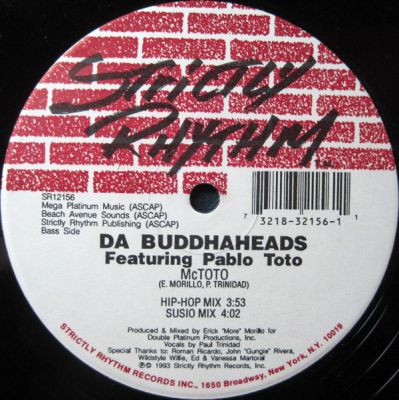 STRICTLY
RHYTHM.
SR12156
Mega Platinum Music (ASCAP)
Beach Avenue Sounds (ASCAP)
Strictly Rhythm Publishing (ASCAP)
Bass Side
7 3218-32156-1 1
DA BUDDHAHEADS
Featuring Pablo Toto
McTOTO
(E. MORILLO, P. TRINIDAD)
HIP-HOP MIX 3:53
SUSIO MIX 4:02
Produced & Mixed by Erick "More" Morillo for
Double Platinum Productions, Inc.
Vocals by Paul Trinidad
Special Thanks to: Roman Ricardo, John "Gungie" Rivera,
Wildstyle Willie, Ed & Vanessa Martoral
℗© 1993 Strictly Rhythm Records Inc.
STRICTLY RHYTHM RECORDS INC., 1650 Broadway, New York, N.Y. 10019